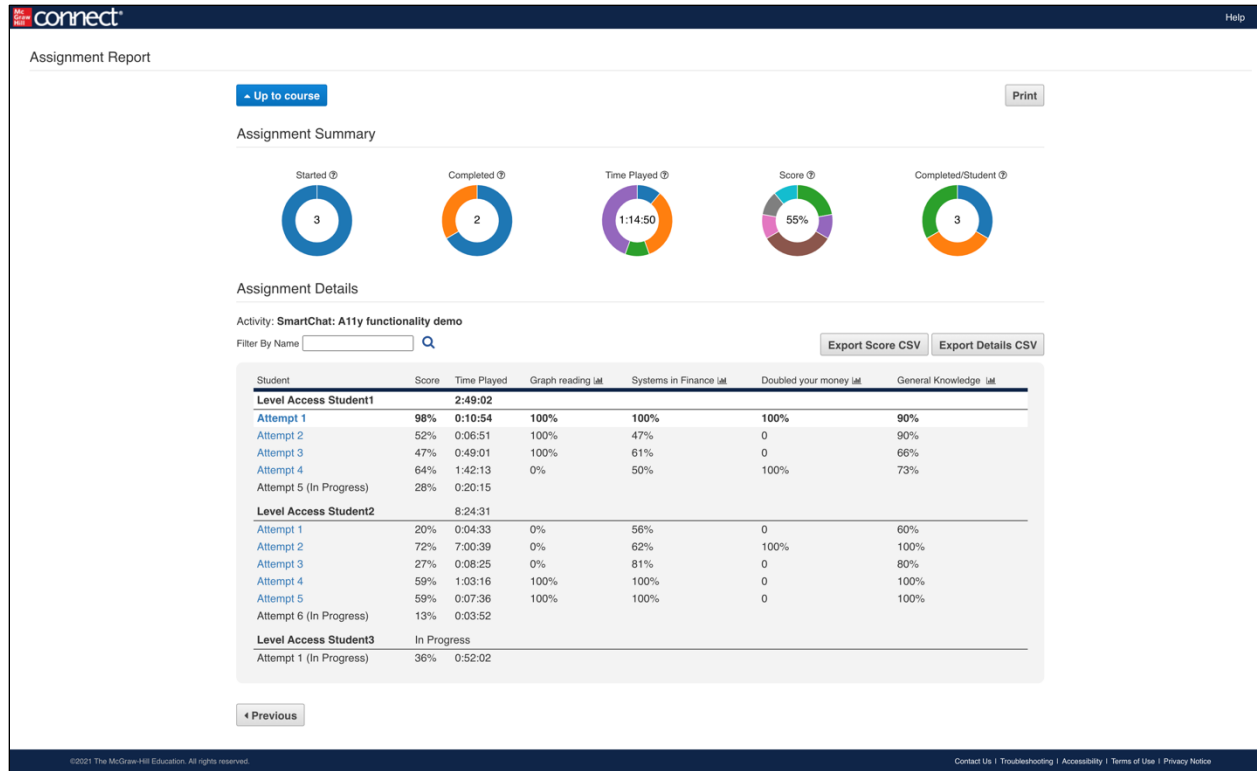 Mc Graw Hill connect® Help
Assignment Report
Up to course Print
Assignment Summary
Started Completed Time Played Score Completed/Student
3 2 1:14:50 55% 3
Assignment Details
Activity: SmartChat: A11y functionality demo
Filter By Name Export Score CSV Export Details CSV
Student Score Time Played Graph reading Systems in Finance Doubled your money General Knowledge
Level Access Student1 2:49:02
Attempt 1 98% 0:10:54 100% 100% 100% 90%
Attempt 2 52% 0:06:51 100% 47% 0 90%
Attempt 3 47% 0:49:01 100% 61% 0 66%
Attempt 4 64% 1:42:13 0% 50% 100% 73%
Attempt 5 (In Progress) 28% 0:20:15
Level Access Student2 8:24:31
Attempt 1 20% 0:04:33 0% 56% 0 60%
Attempt 2 72% 7:00:39 0% 62% 100% 100%
Attempt 3 27% 0:08:25 0% 81% 0 80%
Attempt 4 59% 1:03:16 100% 100% 0 100%
Attempt 5 59% 0:07:36 100% 100% 0 100%
Attempt 6 (In Progress) 13% 0:03:52
Level Access Student3 In Progress
Attempt 1 (In Progress) 36% 0:52:02
Previous
©2021 The McGraw-Hill Education. All rights reserved. Contact Us | Troubleshooting | Accessibility | Terms of Use | Privacy Notice